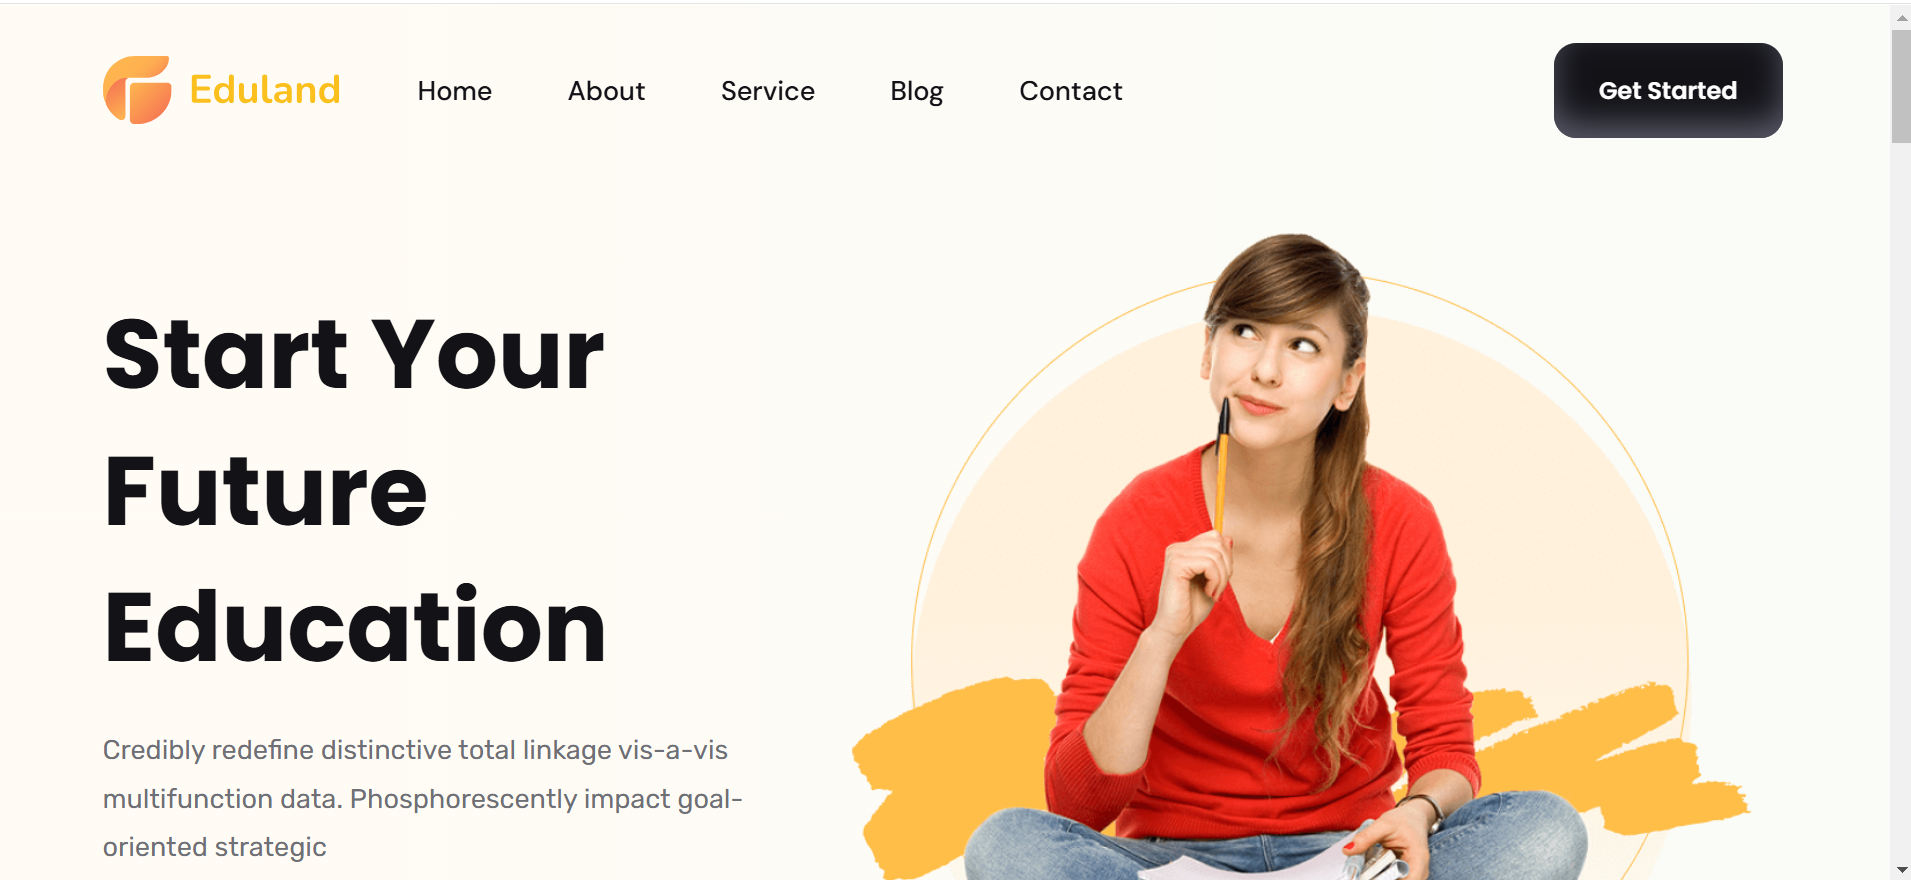 Eduland Home About Service Blog Contact Get Started
Start Your
Future
Education
Credibly redefine distinctive total linkage vis-a-vis
multifunction data. Phosphorescently impact goal-
oriented strategic